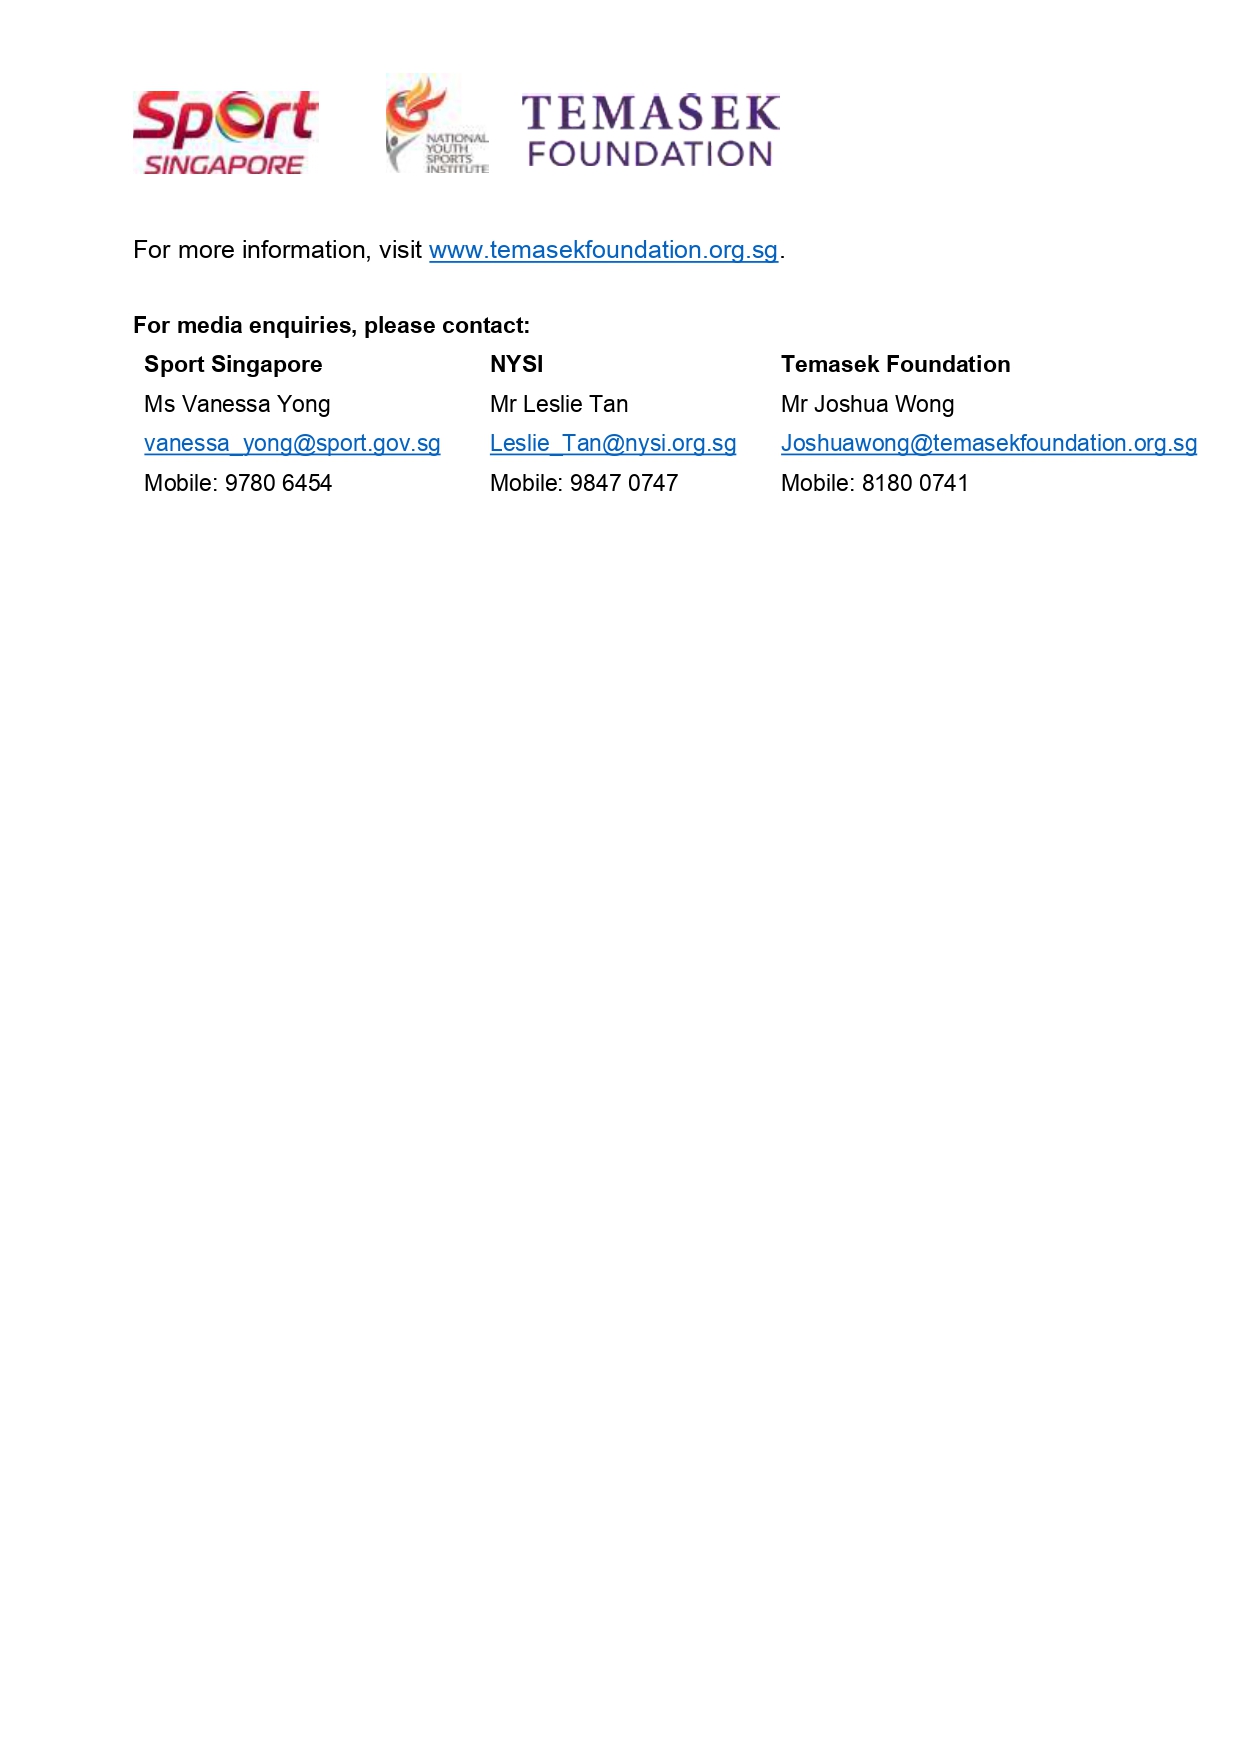 Sport
SINGAPORE
NATIONAL
YOUTH
SPORTS
INSTITUTE
TEMASEK
FOUNDATION
For more information, visit www.temasekfoundation.org.sg.
For media enquiries, please contact:
Sport Singapore NYSI Temasek Foundation
Ms Vanessa Yong Mr Leslie Tan Mr Joshua Wong
vanessa_yong@sport.gov.sg Leslie_Tan@nysi.org.sg Joshuawong@temasekfoundation.org.sg
Mobile: 9780 6454 Mobile: 9847 0747 Mobile: 8180 0741